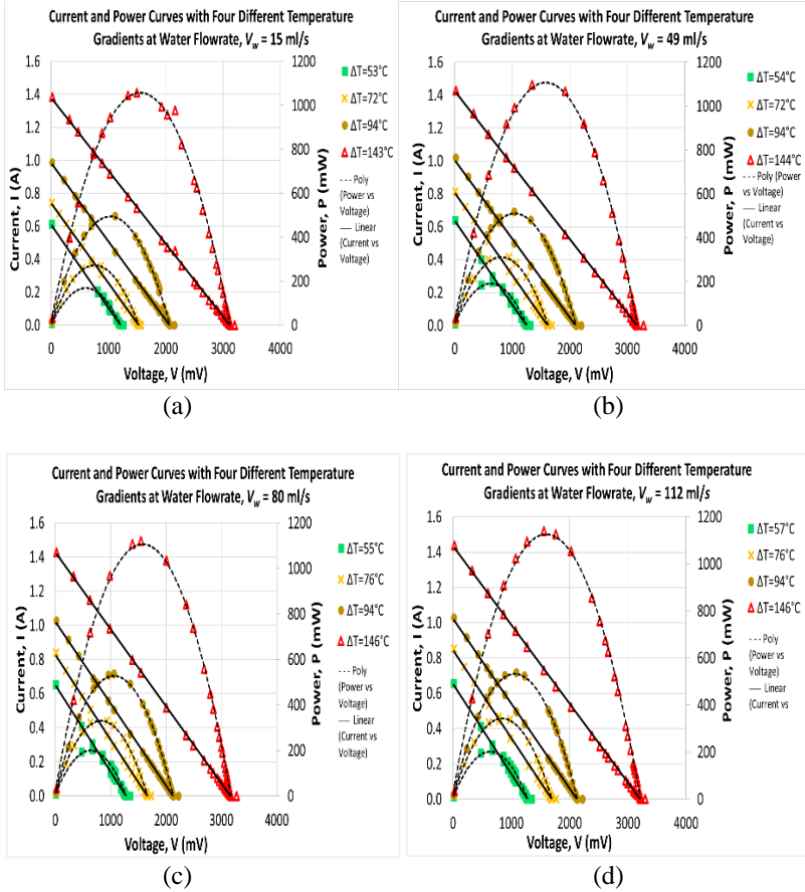 Current and Power Curves with Four Different Temperature
Gradients at Water Flowrate, Vw = 15 ml/s
Current, I (A)
1.6
1.4
1.2
1.0
0.8
0.6
0.4
0.2
0.0
0
1000
2000
3000
4000
Voltage, V (mV)
1200
1000
800
600
400
200
0
Power, P (mW)
ΔT=53°C
ΔT=72°C
ΔT=94°C
ΔT=143°C
Poly
(Power vs
Voltage)
Linear
(Current vs
Voltage)
(a)
Current and Power Curves with Four Different Temperature
Gradients at Water Flowrate, Vw = 49 ml/s
Current, I (A)
1.6
1.4
1.2
1.0
0.8
0.6
0.4
0.2
0.0
0
1000
2000
3000
4000
Voltage, V (mV)
1200
1000
800
600
400
200
0
Power, P (mW)
ΔT=54°C
ΔT=72°C
ΔT=94°C
ΔT=144°C
Poly (Power
vs Voltage)
Linear
(Current vs
Voltage)
(b)
Current and Power Curves with Four Different Temperature
Gradients at Water Flowrate, Vw = 80 ml/s
Current, I (A)
1.6
1.4
1.2
1.0
0.8
0.6
0.4
0.2
0.0
0
1000
2000
3000
4000
Voltage, V (mV)
1200
1000
800
600
400
200
0
Power, P (mW)
ΔT=55°C
ΔT=76°C
ΔT=94°C
ΔT=146°C
Poly
(Power vs
Voltage)
Linear
(Current vs
Voltage)
(c)
Current and Power Curves with Four Different Temperature
Gradients at Water Flowrate, Vw = 112 ml/s
Current, I (A)
1.6
1.4
1.2
1.0
0.8
0.6
0.4
0.2
0.0
0
1000
2000
3000
4000
Voltage, V (mV)
1200
1000
800
600
400
200
0
Power, P (mW)
ΔT=57°C
ΔT=76°C
ΔT=94°C
ΔT=146°C
Poly
(Power vs
Voltage)
Linear
(Current vs
(d)